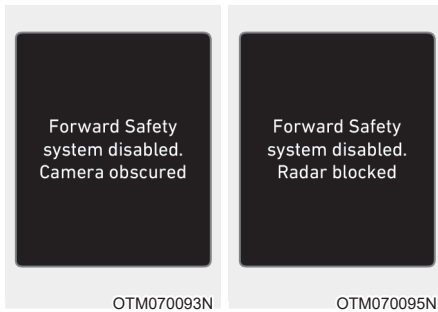 Forward Safety
system disabled.
Camera obscured
OTM070093N
Forward Safety
system disabled.
Radar blocked
OTM070095N